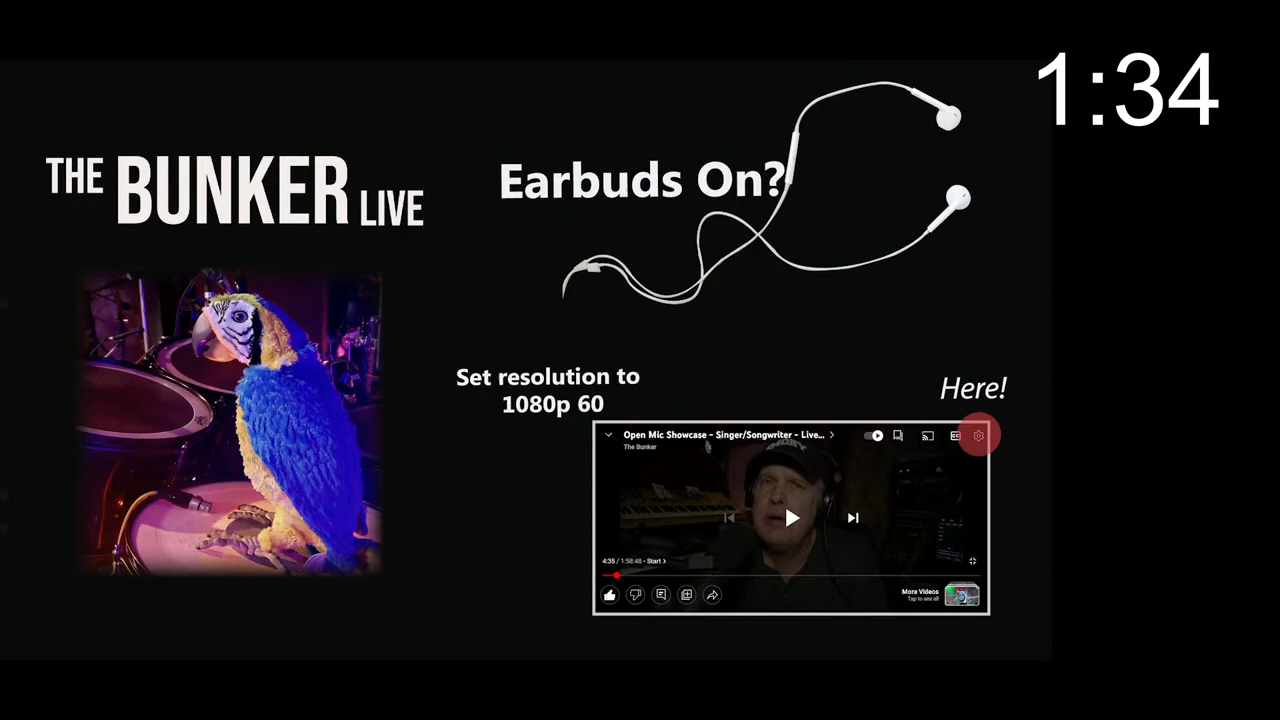 1:34
THE BUNKER LIVE
Earbuds On?
Set resolution to
1080p 60
Here!
Open Mic Showcase - Singer/Songwriter - Live...
The Bunker
CC
4:35 / 1:58:48 • Start
More Videos
Tap to see all